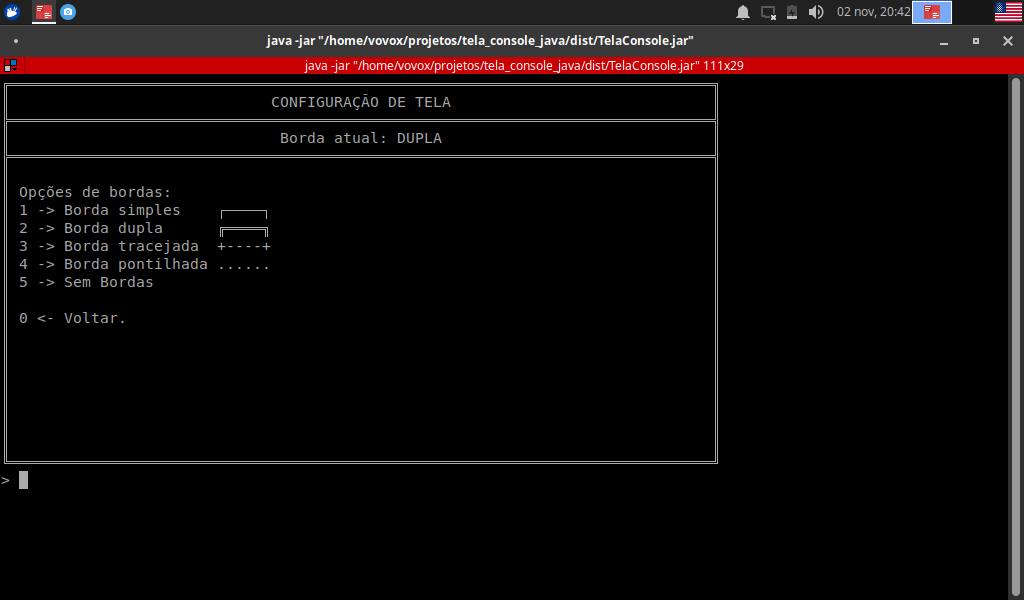 02 nov, 20:42
java -jar "/home/vovox/projetos/tela_console_java/dist/TelaConsole.jar"
java -jar "/home/vovox/projetos/tela_console_java/dist/TelaConsole.jar" 111x29
CONFIGURAÇÃO DE TELA
Borda atual: DUPLA
Opções de bordas:
1 -> Borda simples
2 -> Borda dupla
3 -> Borda tracejada +----+
4 -> Borda pontilhada ......
5 -> Sem Bordas
0 <- Voltar.
>